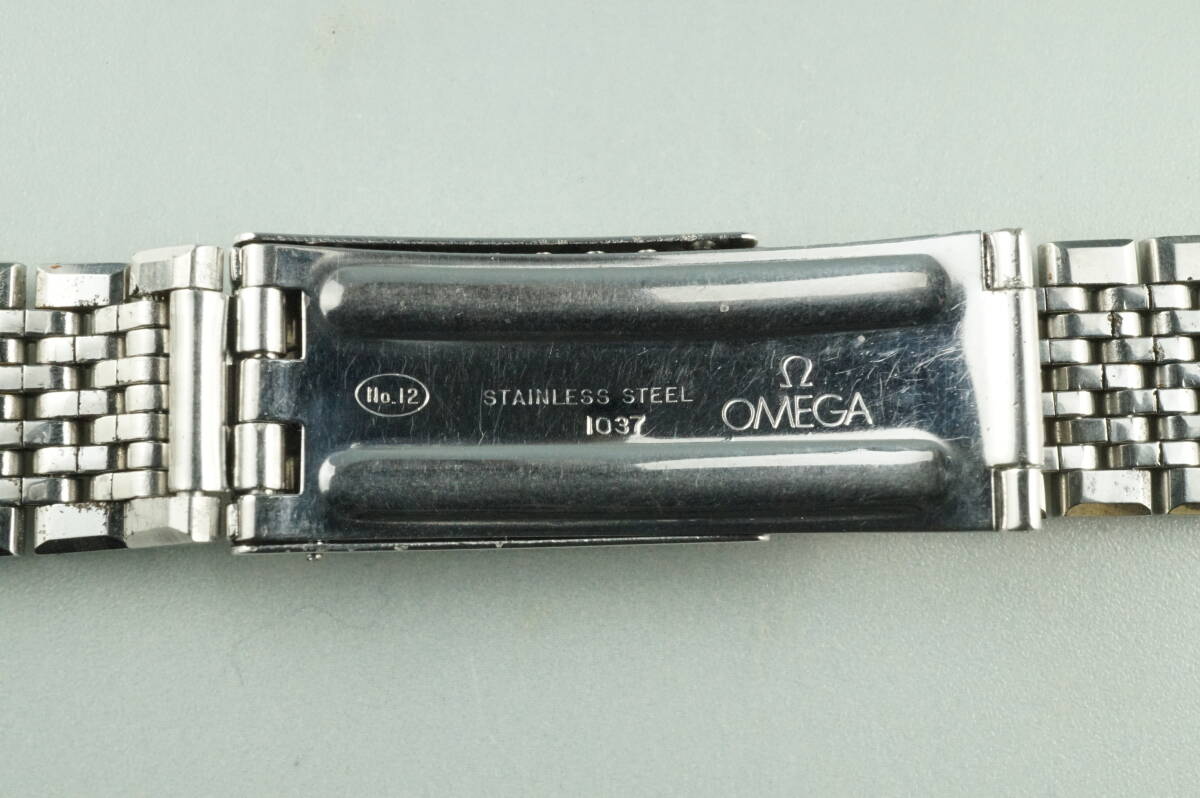 No.12
STAINLESS STEEL
1037
Ω
OMEGA